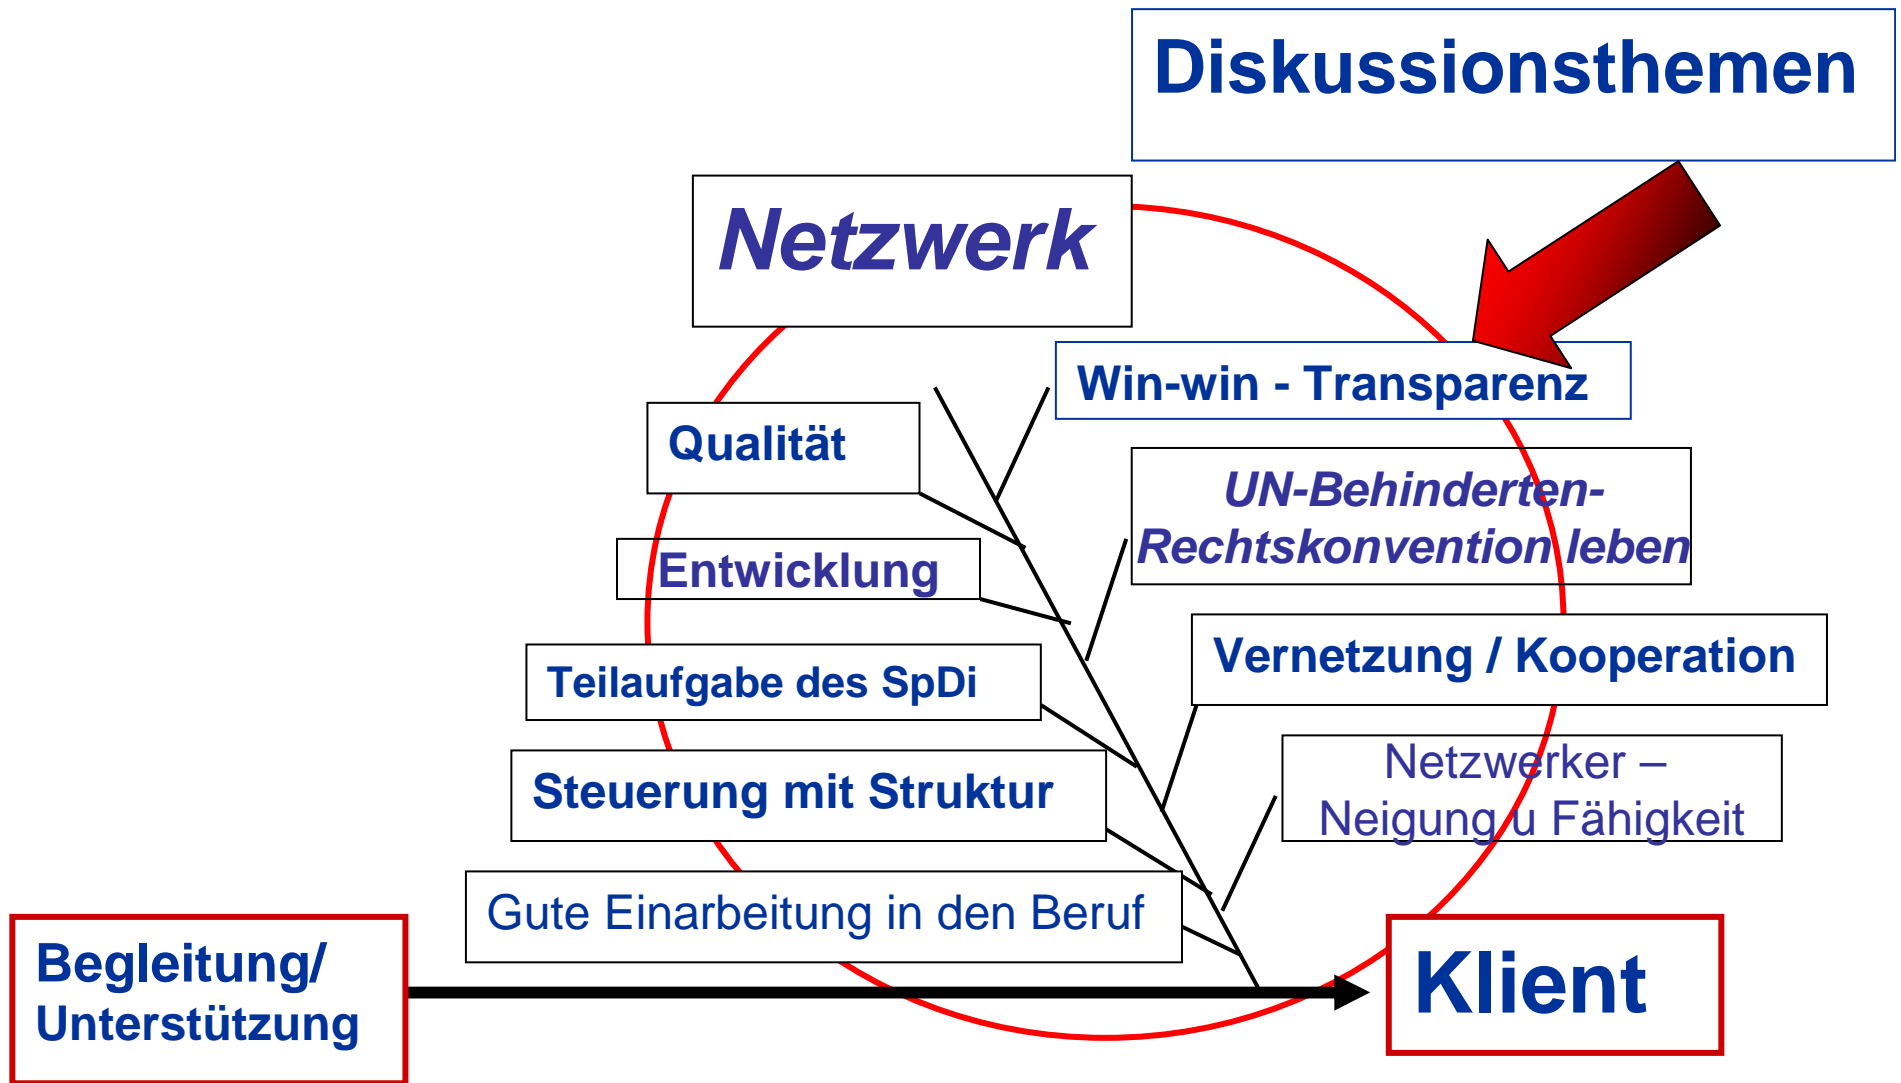 Diskussionsthemen
Netzwerk
Win-win - Transparenz
Qualität
UN-Behinderten-
Rechtskonvention leben
Entwicklung
Vernetzung / Kooperation
Teilaufgabe des SpDi
Netzwerker –
Neigung u Fähigkeit
Steuerung mit Struktur
Gute Einarbeitung in den Beruf
Begleitung/
Unterstützung
Klient